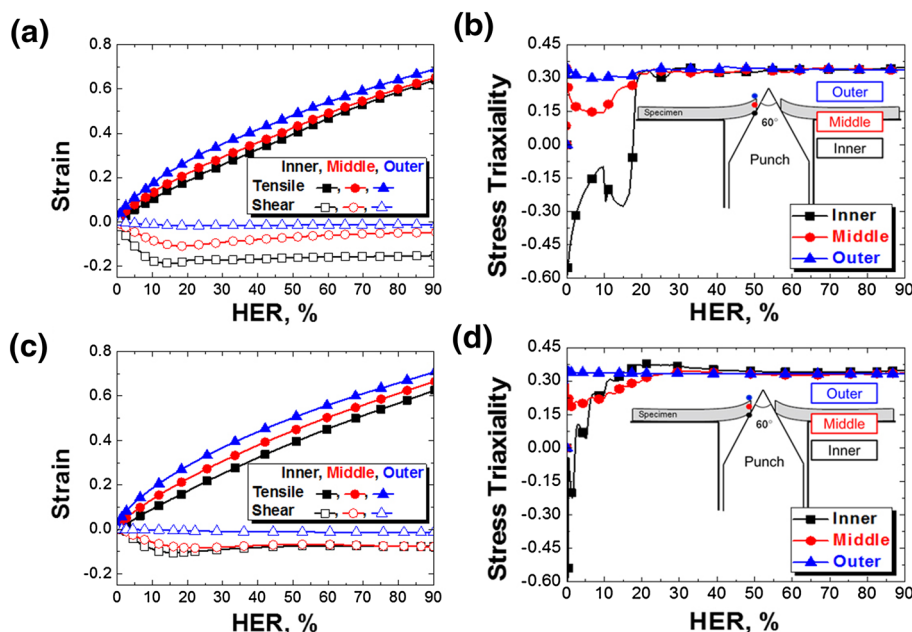 (a)
0.8
0.6
0.4
0.2
0.0
-0.2
Strain
Inner, Middle, Outer
Tensile
Shear
0 10 20 30 40 50 60 70 80 90
HER, %
(b)
0.45
0.30
0.15
0.00
-0.15
-0.30
-0.45
-0.60
Stress Triaxiality
Specimen
60°
Punch
Outer
Middle
Inner
Inner
Middle
Outer
0 10 20 30 40 50 60 70 80 90
HER, %
(c)
0.8
0.6
0.4
0.2
0.0
-0.2
Strain
Inner, Middle, Outer
Tensile
Shear
0 10 20 30 40 50 60 70 80 90
HER, %
(d)
0.45
0.30
0.15
0.00
0.15
0.30
0.45
0.60
Stress Triaxiality
Specimen
60°
Punch
Outer
Middle
Inner
Inner
Middle
Outer
0 10 20 30 40 50 60 70 80 90
HER, %